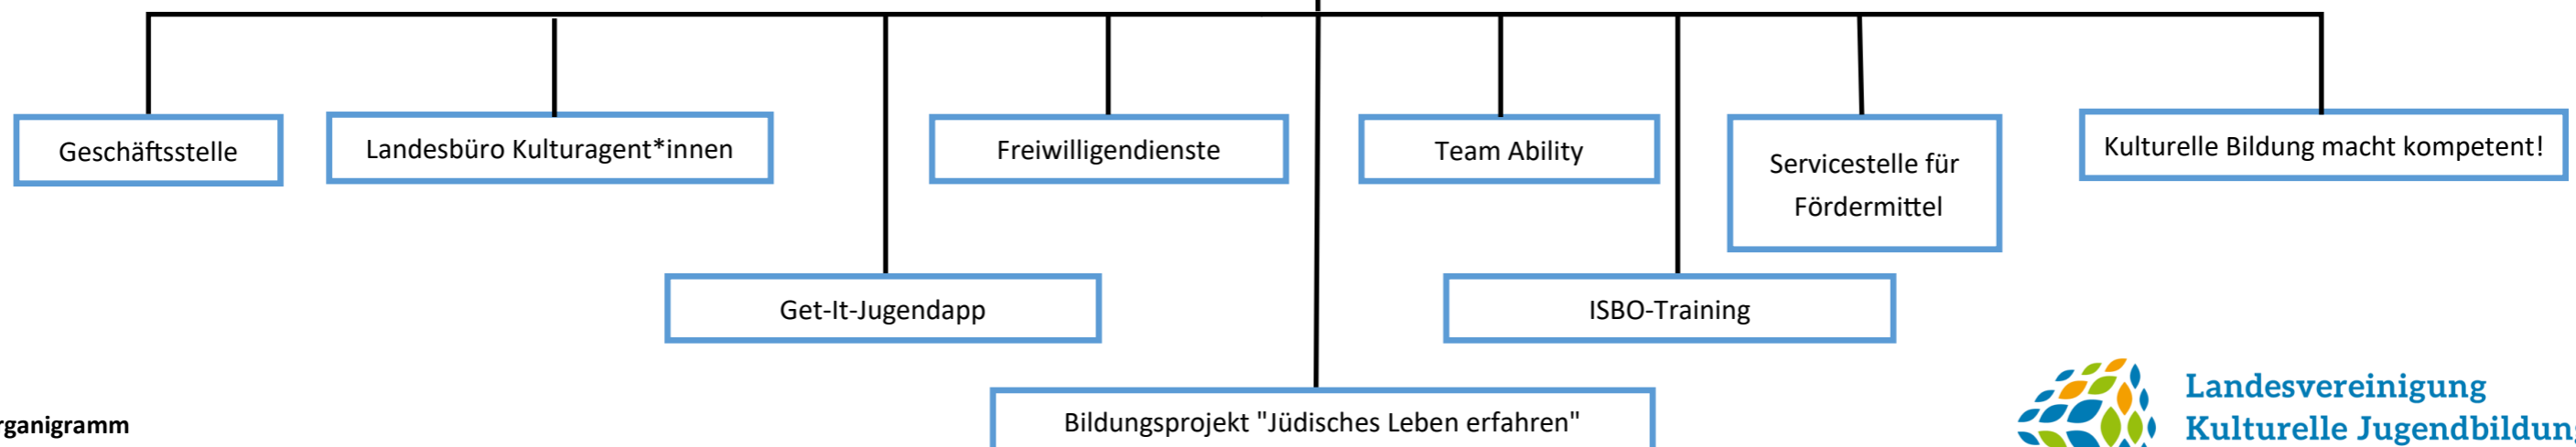 Geschäftsstelle
Landesbüro Kulturagent*innen
Freiwilligendienste
Team Ability
Servicestelle für
Fördermittel
Kulturelle Bildung macht kompetent!
Get-It-Jugendapp
ISBO-Training
Bildungsprojekt "Jüdisches Leben erfahren"
rganigramm
Landesvereinigung
Kulturelle Jugendbildun